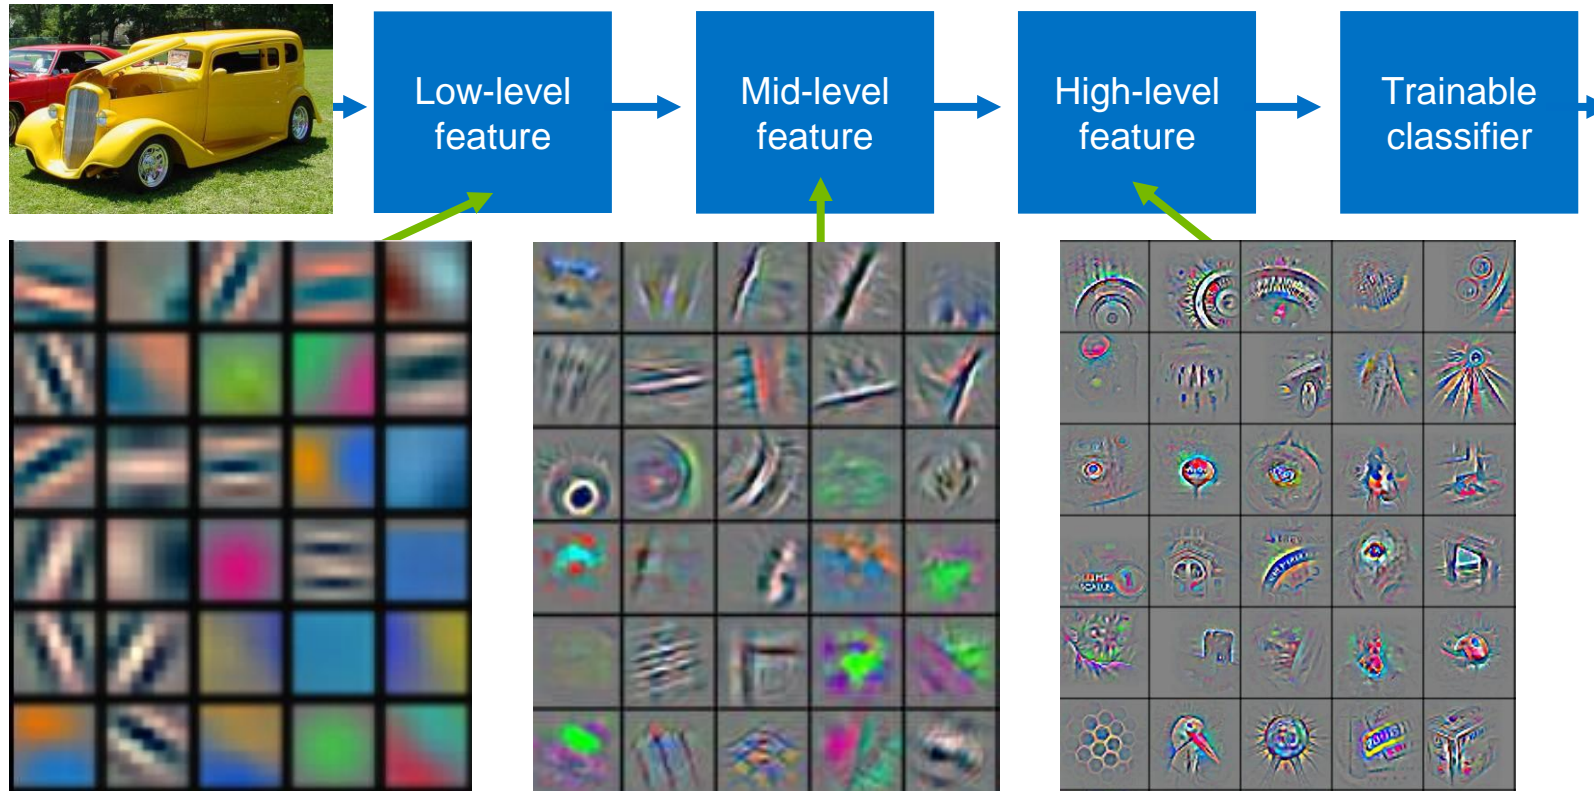 Low-level
feature
Mid-level
feature
High-level
feature
Trainable
classifier